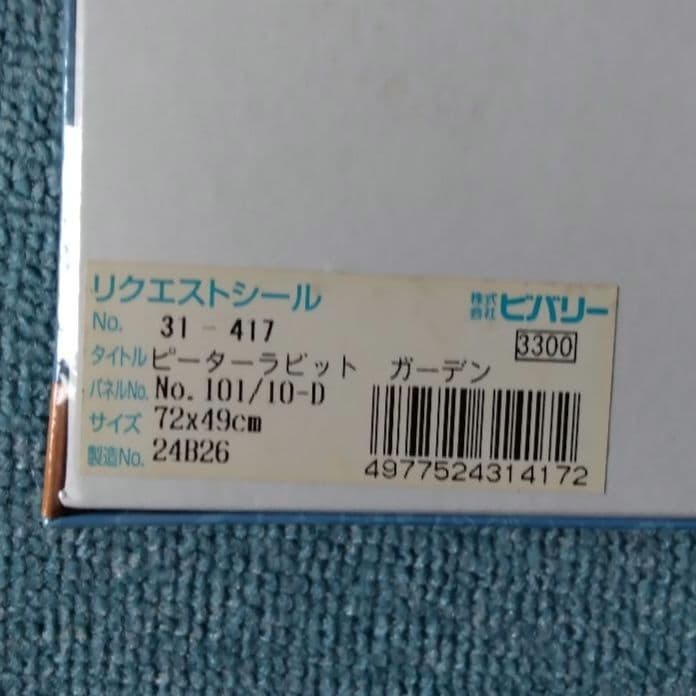 リクエストシール
株式会社 ビバリー
No. 31-417
3300
タイトル ピーターラビット ガーデン
パネルNo. No.101/10-D
サイズ 72x49cm
製造No. 24B26
4977524314172